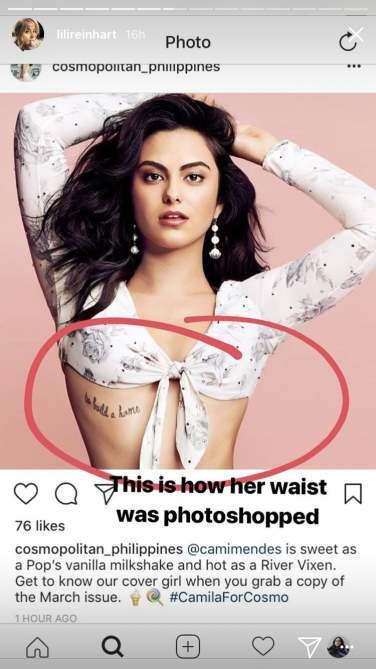 lilireinhart 16h
Photo
cosmopolitan_philippines
to build a home
This is how her waist
was photoshopped
76 likes
cosmopolitan_philippines @camimendes is sweet as
a Pop's vanilla milkshake and hot as a River Vixen.
Get to know our cover girl when you grab a copy of
the March issue. 🍦🍭 #CamilaForCosmo
1 HOUR AGO